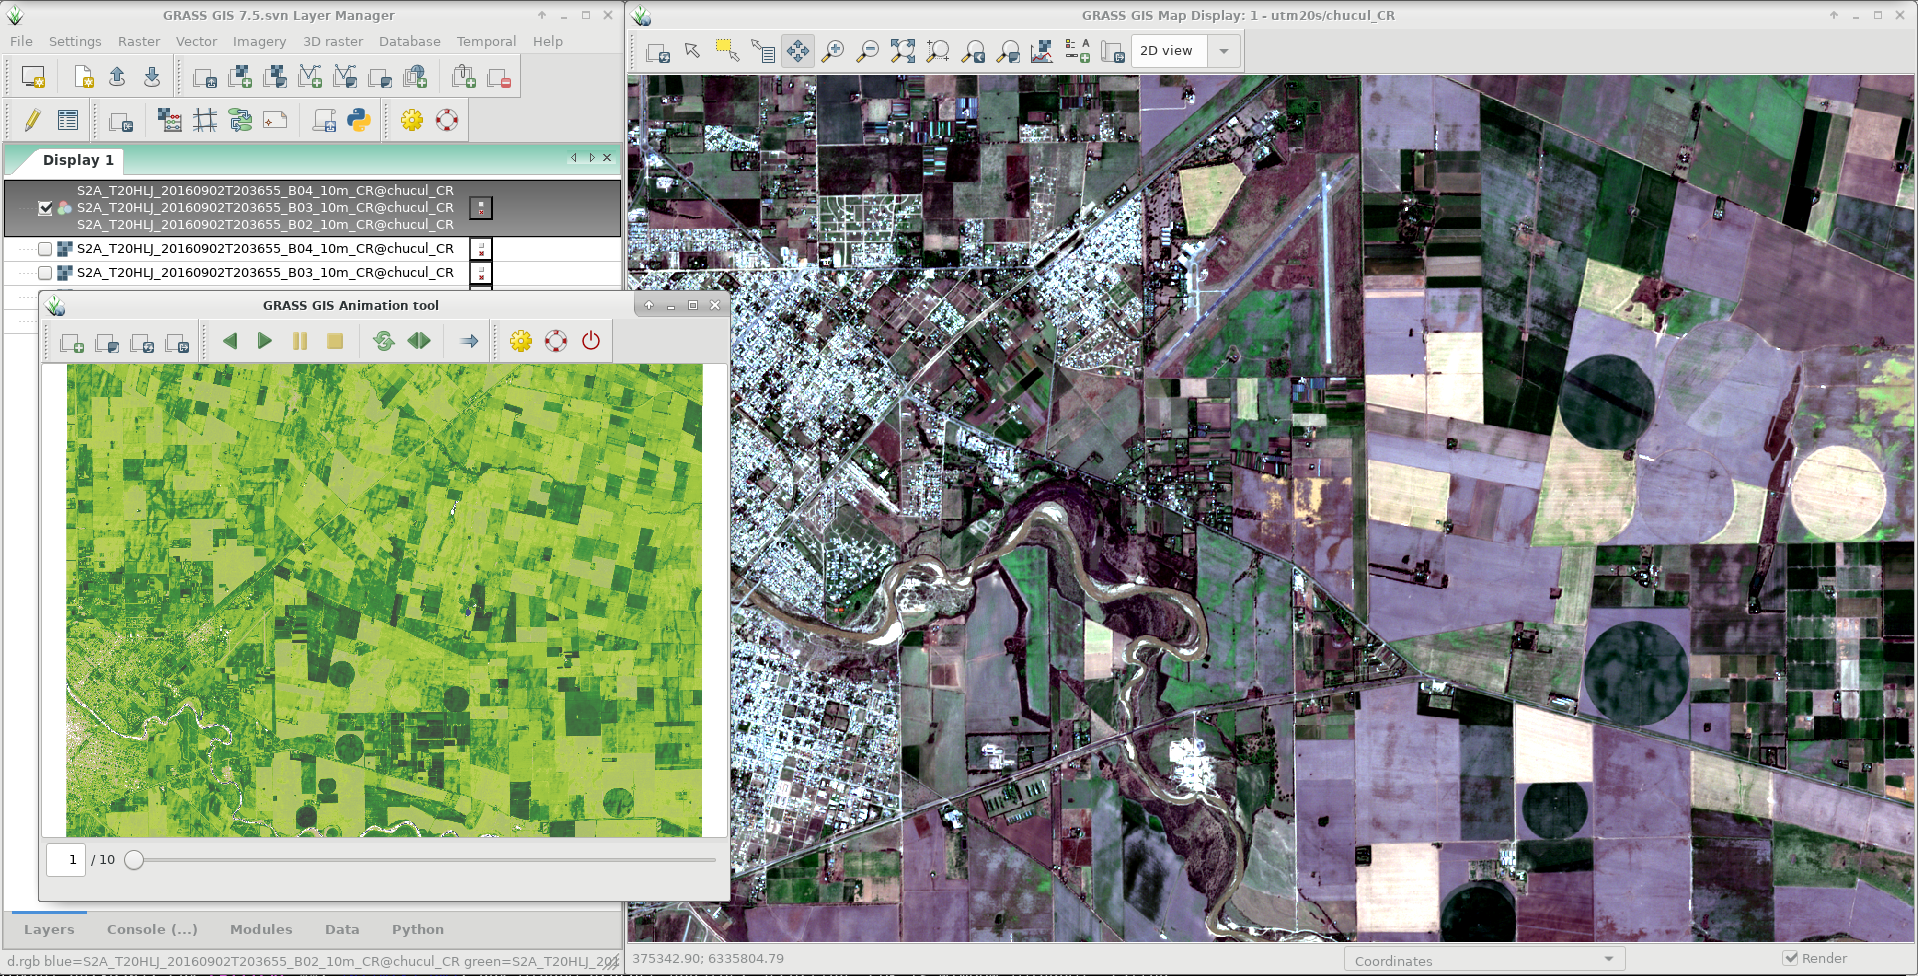 GRASS GIS 7.5.svn Layer Manager
File Settings Raster Vector Imagery 3D raster Database Temporal Help
Display 1
S2A_T20HLJ_20160902T203655_B04_10m_CR@chucul_CR
S2A_T20HLJ_20160902T203655_B03_10m_CR@chucul_CR
S2A_T20HLJ_20160902T203655_B02_10m_CR@chucul_CR
S2A_T20HLJ_20160902T203655_B04_10m_CR@chucul_CR
S2A_T20HLJ_20160902T203655_B03_10m_CR@chucul_CR
GRASS GIS Animation tool
1 / 10
Layers Console (...) Modules Data Python
d.rgb blue=S2A_T20HLJ_20160902T203655_B02_10m_CR@chucul_CR green=S2A_T20HLJ_20
GRASS GIS Map Display: 1 - utm20s/chucul_CR
2D view
375342.90; 6335804.79
Coordinates
Render